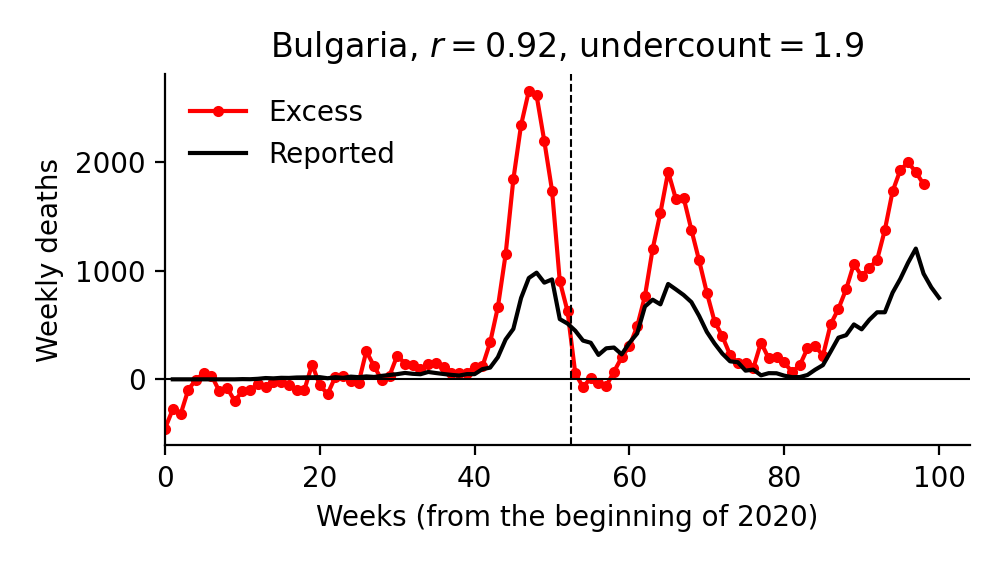 Bulgaria, r = 0.92, undercount = 1.9
Excess
Reported
Weekly deaths
2000
1000
0
0 20 40 60 80 100
Weeks (from the beginning of 2020)